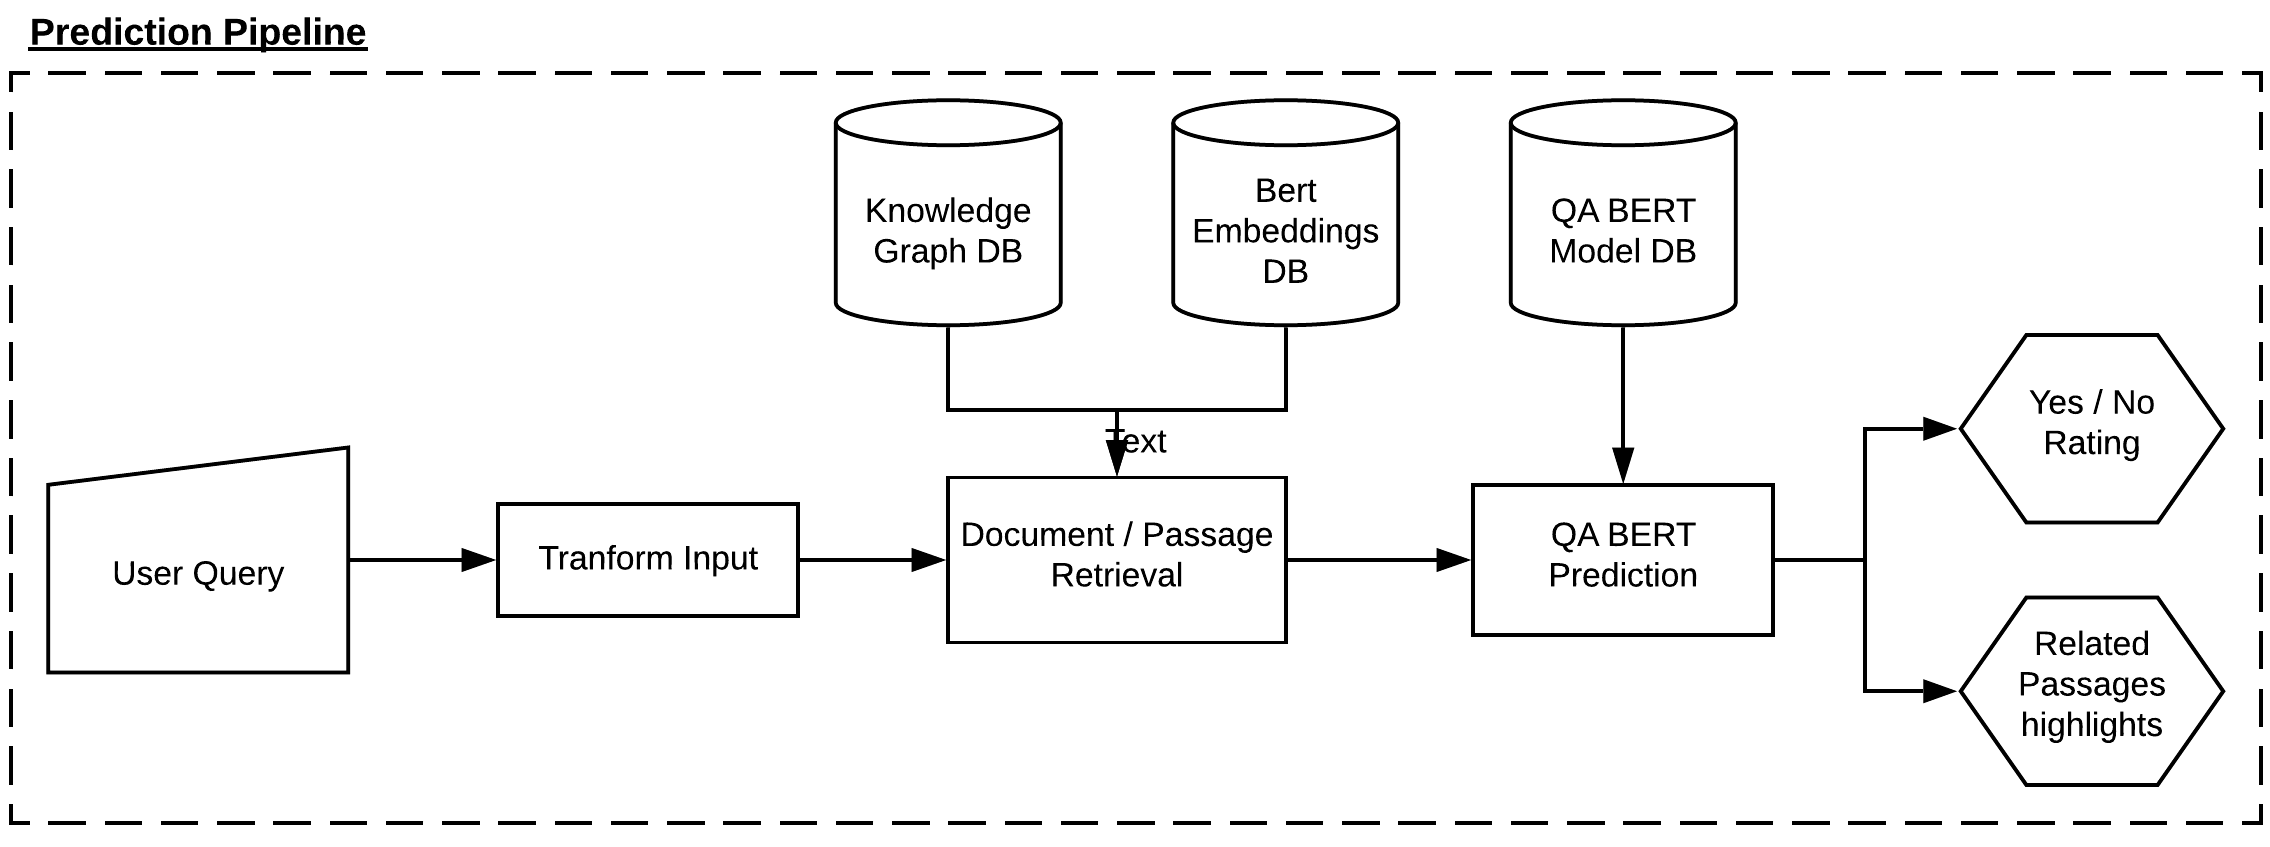 Prediction Pipeline
Knowledge
Graph DB
Bert
Embeddings
DB
QA BERT
Model DB
Text
User Query
Tranform Input
Document / Passage
Retrieval
QA BERT
Prediction
Yes / No
Rating
Related
Passages
highlights